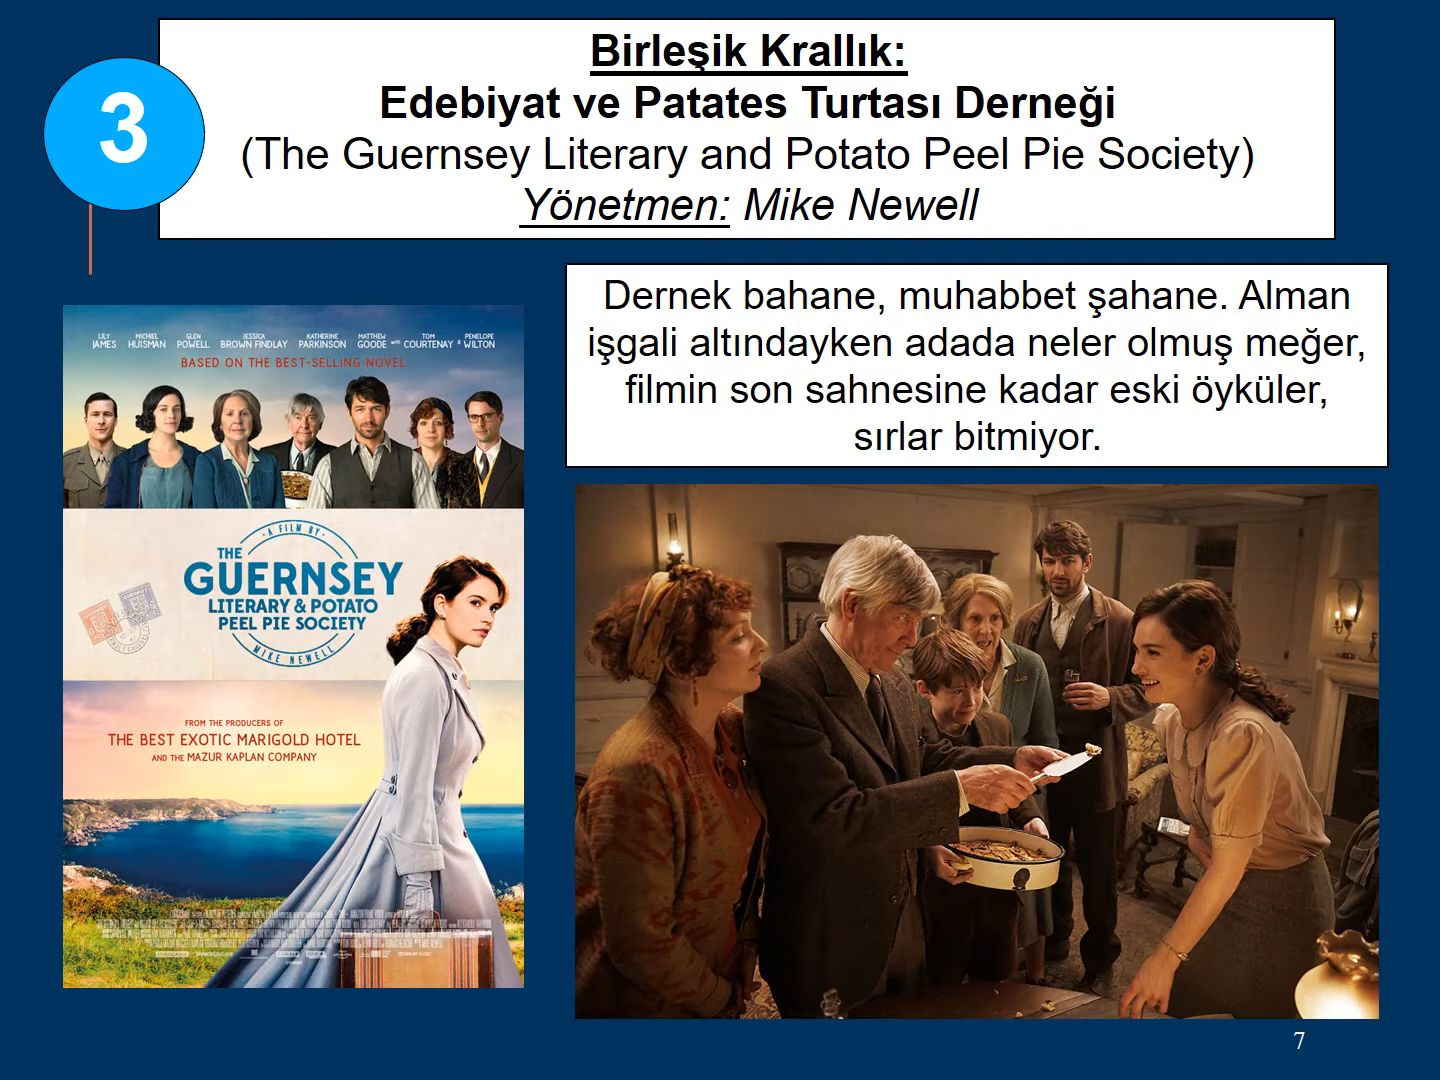 3
Birleşik Krallık:
Edebiyat ve Patates Turtası Derneği
(The Guernsey Literary and Potato Peel Pie Society)
Yönetmen: Mike Newell
Dernek bahane, muhabbet şahane. Alman
işgali altındayken adada neler olmuş meğer,
filmin son sahnesine kadar eski öyküler,
sırlar bitmiyor.
LILY JAMES MICHIEL HUISMAN GLEN POWELL JESSICA BROWN FINDLAY KATHERINE PARKINSON MATTHEW GOODE with TOM COURTENAY & PENELOPE WILTON
BASED ON THE BEST-SELLING NOVEL
· A FILM BY ·
THE
GUERNSEY
LITERARY & POTATO
PEEL PIE SOCIETY
MIKE NEWELL
FROM THE PRODUCERS OF
THE BEST EXOTIC MARIGOLD HOTEL
AND THE MAZUR KAPLAN COMPANY
7